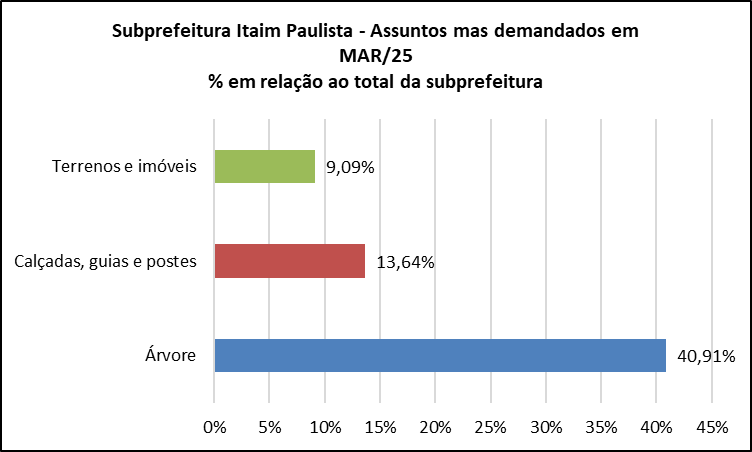 Subprefeitura Itaim Paulista - Assuntos mas demandados em
MAR/25
% em relação ao total da subprefeitura
Terrenos e imóveis
9,09%
Calçadas, guias e postes
13,64%
Árvore
40,91%
0% 5% 10% 15% 20% 25% 30% 35% 40% 45%